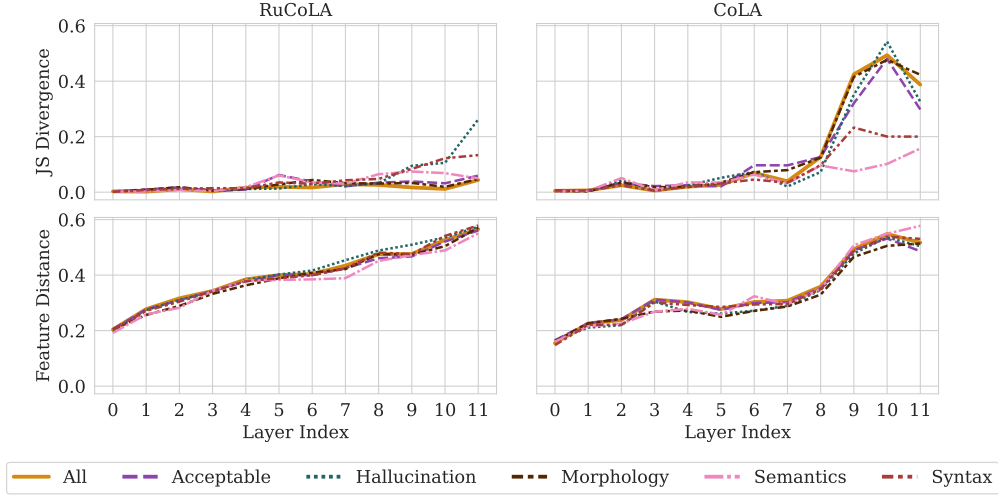 RuCoLA
CoLA
JS Divergence
0.6
0.4
0.2
0.0
Feature Distance
0.6
0.4
0.2
0.0
0 1 2 3 4 5 6 7 8 9 10 11
0 1 2 3 4 5 6 7 8 9 10 11
Layer Index
Layer Index
All Acceptable Hallucination Morphology Semantics Syntax